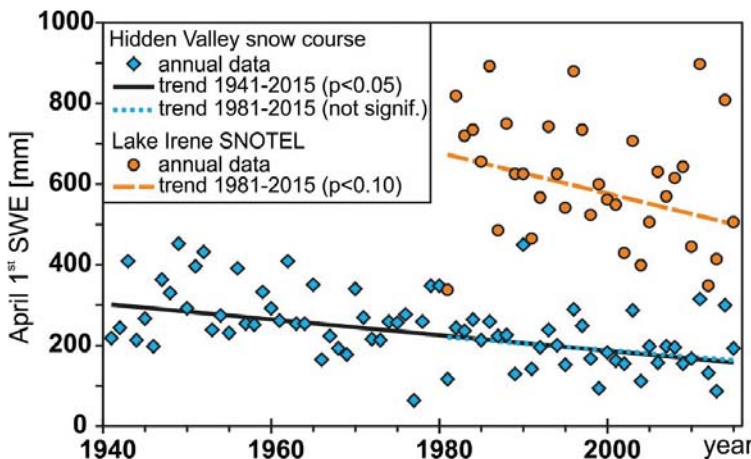 1000
800
600
400
200
0
April 1st SWE [mm]
Hidden Valley snow course
annual data
trend 1941-2015 (p<0.05)
trend 1981-2015 (not signif.)
Lake Irene SNOTEL
annual data
trend 1981-2015 (p<0.10)
1940 1960 1980 2000 year